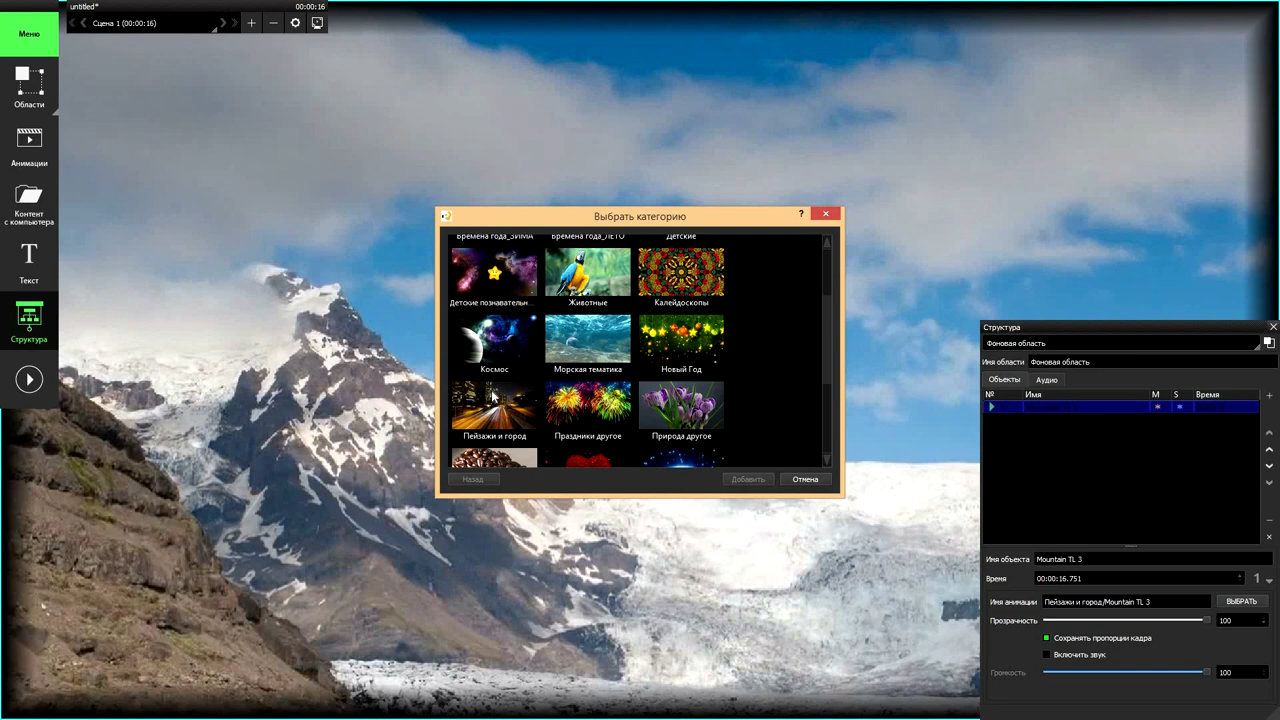 untitled*
00:00:16
Меню
Сцена 1 (00:00:16)
Области
Анимации
Контент
с компьютера
T
Текст
Структура
Выбрать категорию
?
Времена года_ЗИМА
Времена года_ЛЕТО
Детские
Детские познавательн...
Животные
Калейдоскопы
Космос
Морская тематика
Новый Год
Пейзажи и город
Праздники другое
Природа другое
Назад
Добавить
Отмена
Структура
Фоновая область
Имя области
Фоновая область
Объекты
Аудио
№
Имя
M
S
Время
Имя объекта
Mountain TL 3
Время
00:00:16.751
1
Имя анимации
Пейзажи и город/Mountain TL 3
ВЫБРАТЬ
Прозрачность
100
Сохранять пропорции кадра
Включить звук
Громкость
100